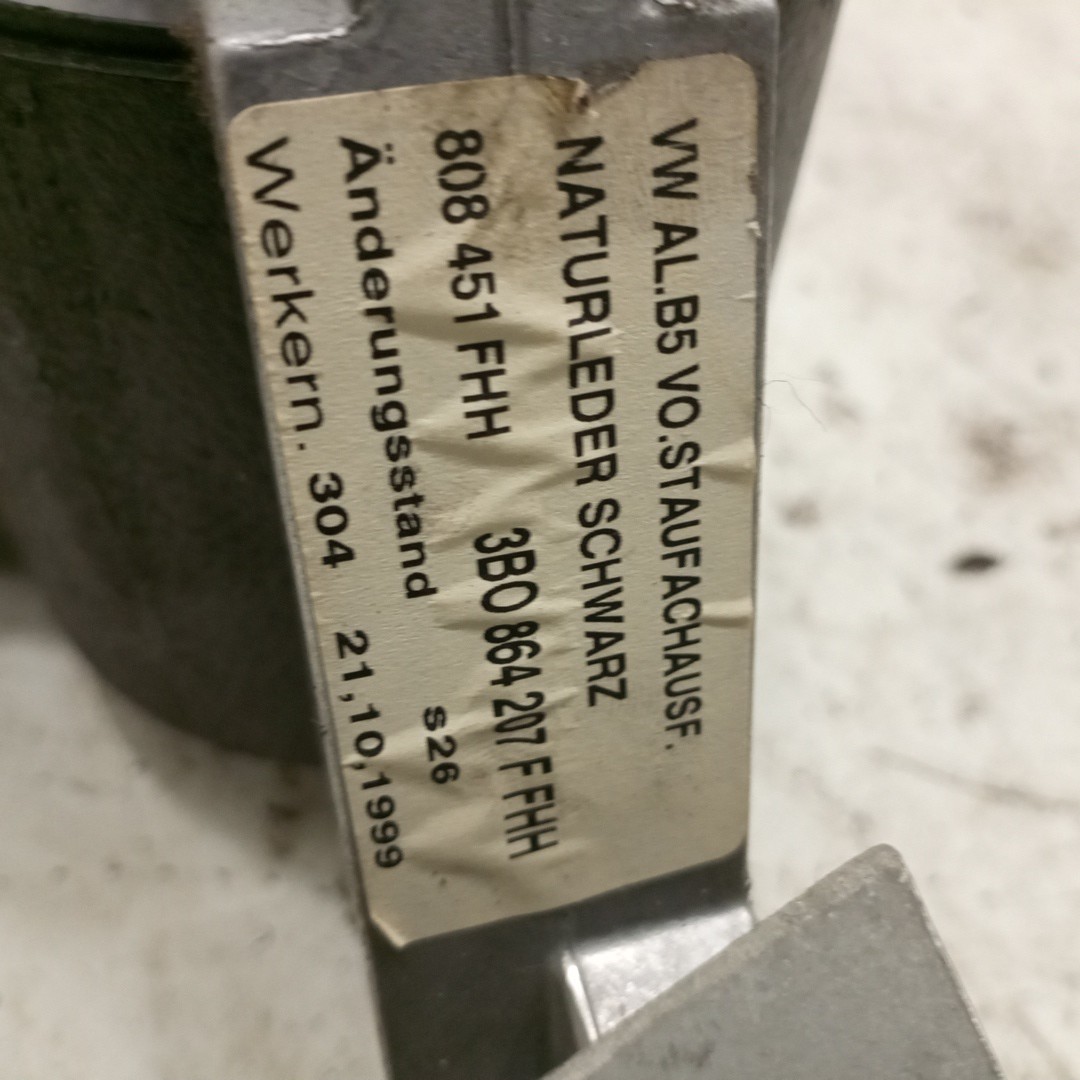 VW AL.B5 VO.STAUFACHAUSF.
NATURLEDER SCHWARZ
808 451 FHH 3B0 864 207 F FHH
Änderungsstand s26
Werkern. 304 21,10,1999